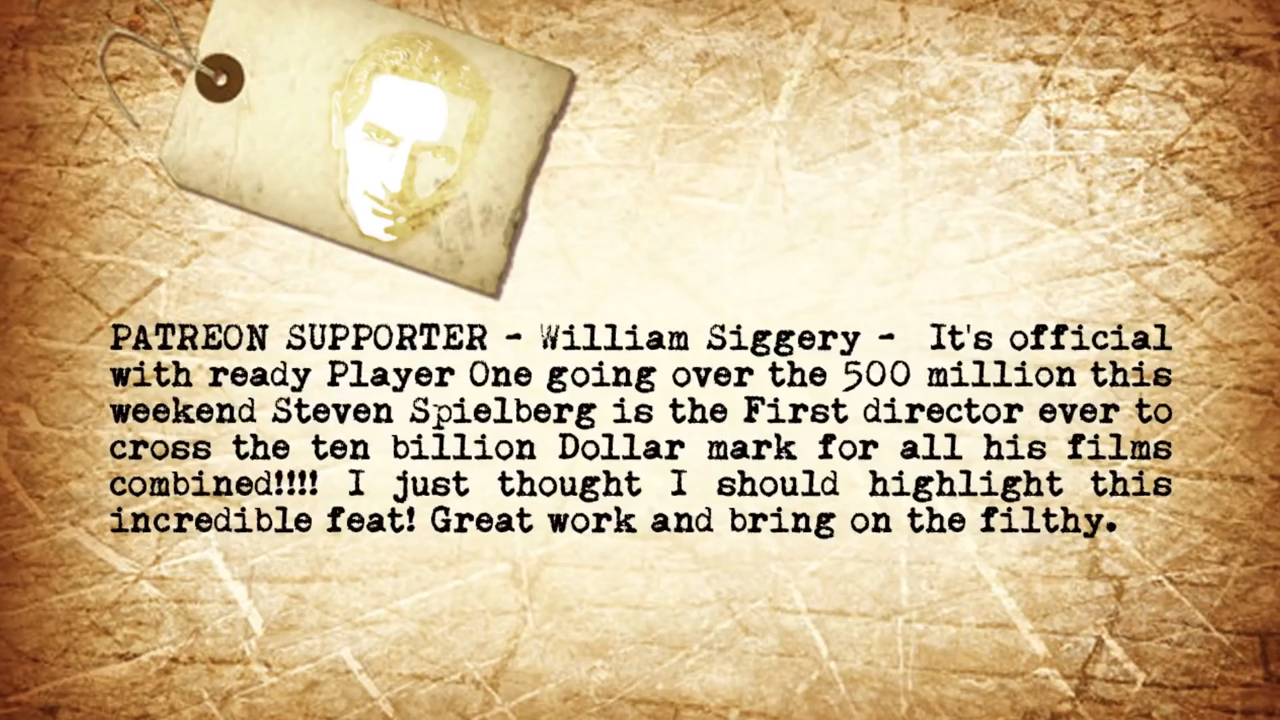 PATREON SUPPORTER - William Siggery - It's official
with ready Player One going over the 500 million this
weekend Steven Spielberg is the First director ever to
cross the ten billion Dollar mark for all his films
combined!!!! I just thought I should highlight this
incredible feat! Great work and bring on the filthy.